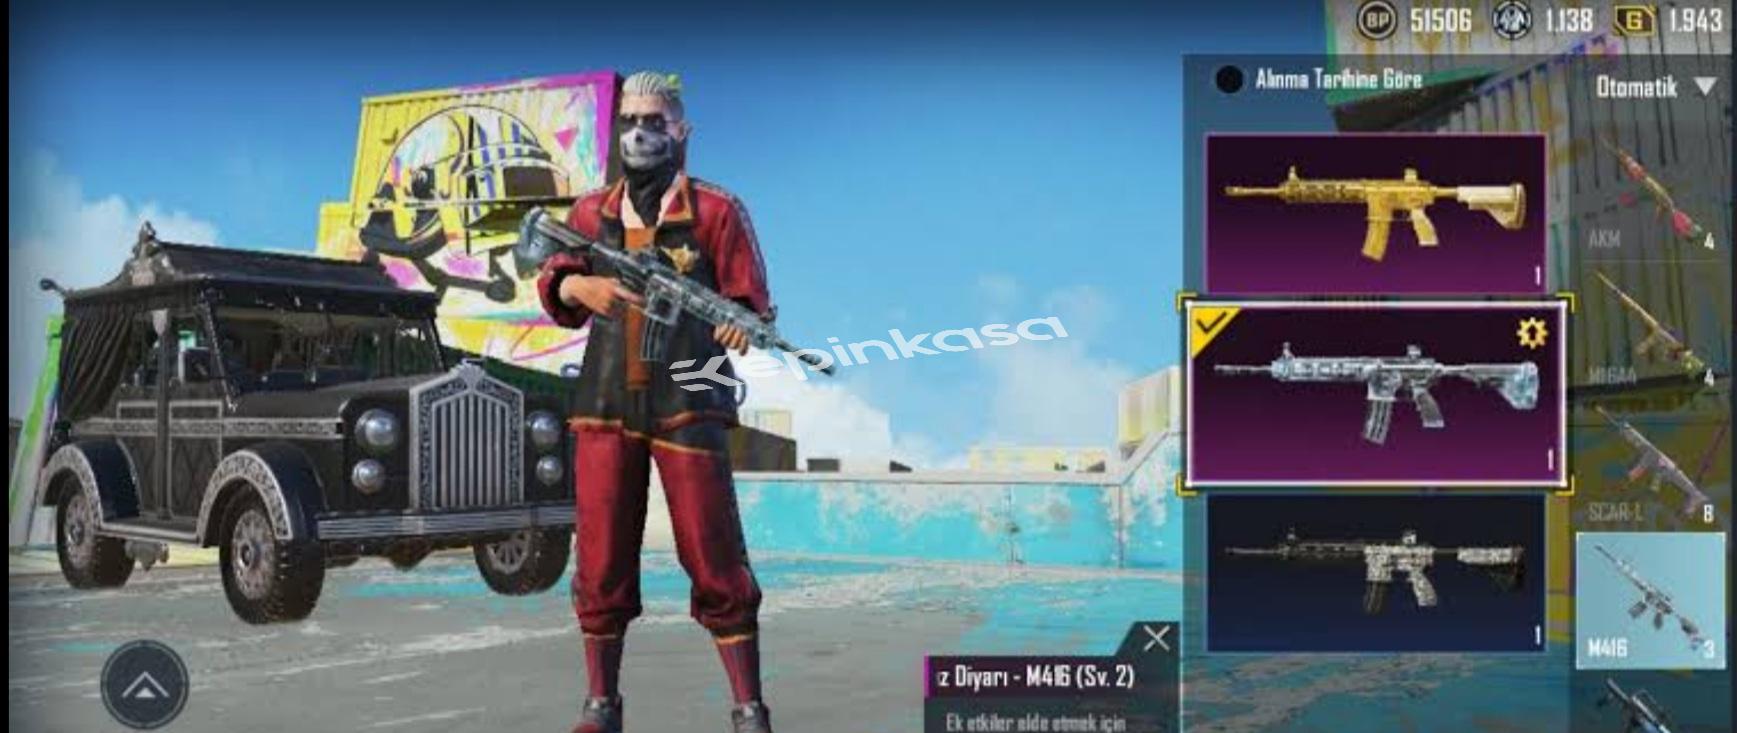 BP 51506 1.138 G 1.943
Alınma Tarihine Göre
Otomatik
1
AKM 4
epinkasa
M16A4 4
1
SCAR-L 8
1
M416 3
z Diyarı - M416 (Sv. 2)
Ek etkiler elde etmek için